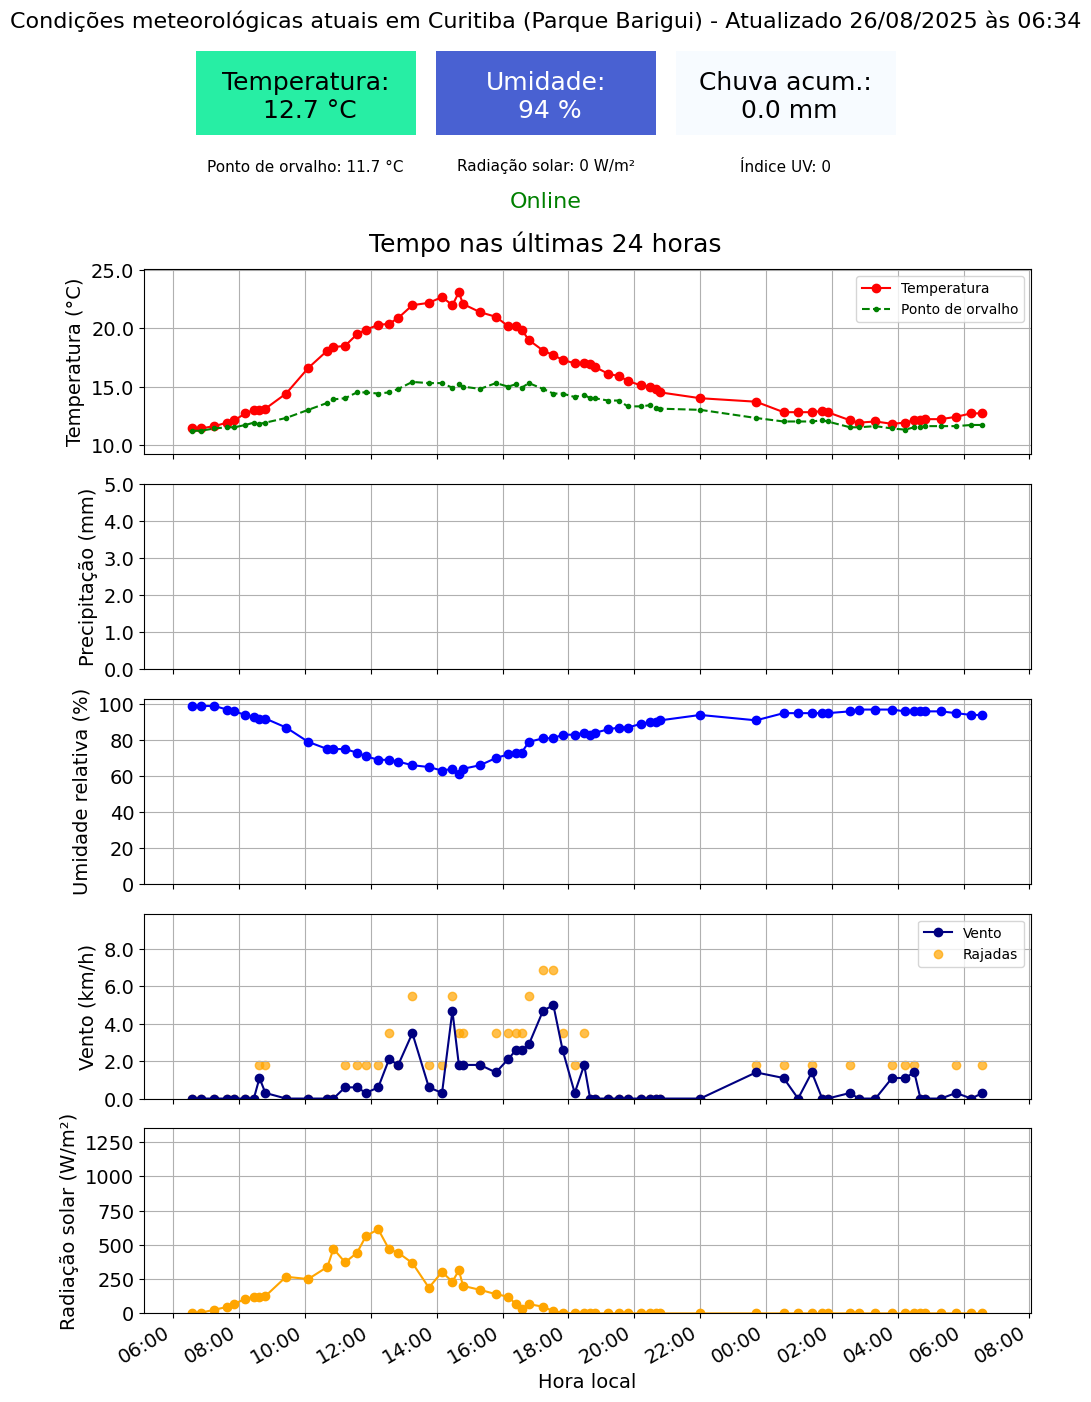 Condições meteorológicas atuais em Curitiba (Parque Barigui) - Atualizado 26/08/2025 às 06:34
Temperatura:
12.7 °C
Umidade:
94 %
Chuva acum.:
0.0 mm
Ponto de orvalho: 11.7 °C
Radiação solar: 0 W/m²
Índice UV: 0
Online
Tempo nas últimas 24 horas
Temperatura (°C)
25.0
20.0
15.0
10.0
Temperatura
Ponto de orvalho
Precipitação (mm)
5.0
4.0
3.0
2.0
1.0
0.0
Umidade relativa (%)
100
80
60
40
20
0
Vento (km/h)
8.0
6.0
4.0
2.0
0.0
Vento
Rajadas
Radiação solar (W/m²)
1250
1000
750
500
250
0
06:00
08:00
10:00
12:00
14:00
16:00
18:00
20:00
22:00
00:00
02:00
04:00
06:00
08:00
Hora local